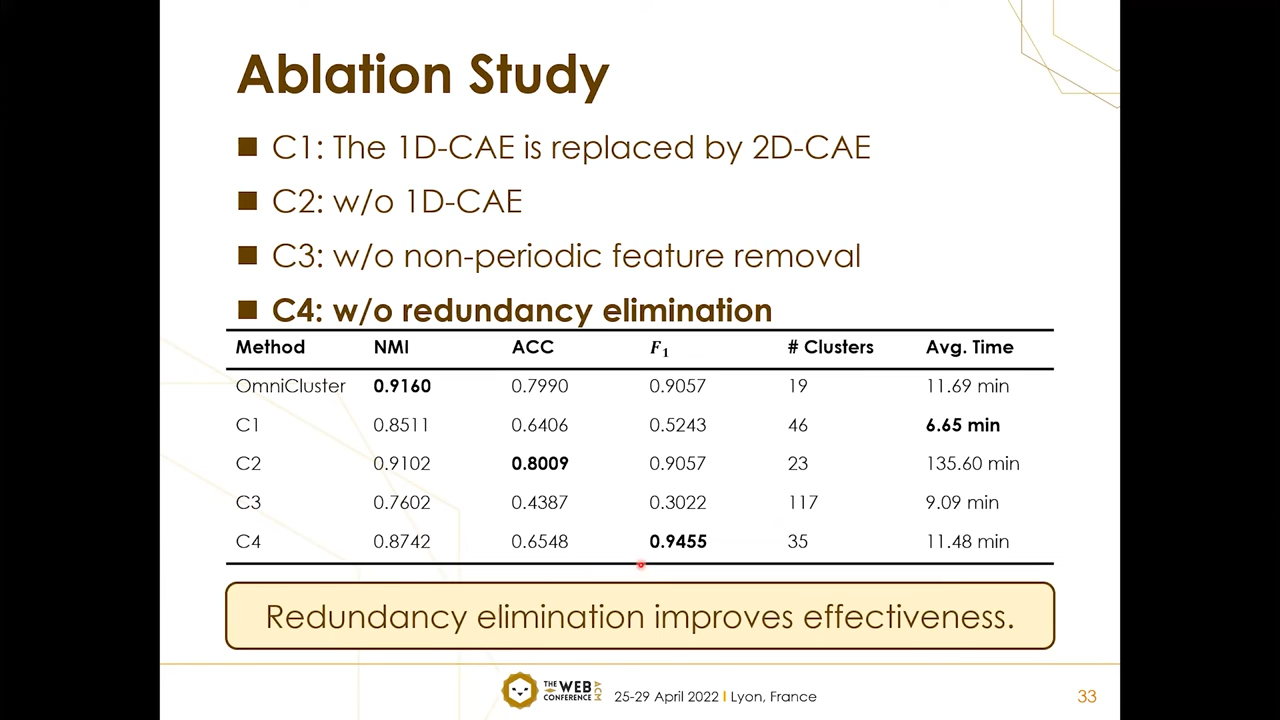 Ablation Study
■ C1: The 1D-CAE is replaced by 2D-CAE
■ C2: w/o 1D-CAE
■ C3: w/o non-periodic feature removal
■ C4: w/o redundancy elimination
Method NMI ACC F₁ # Clusters Avg. Time
OmniCluster 0.9160 0.7990 0.9057 19 11.69 min
C1 0.8511 0.6406 0.5243 46 6.65 min
C2 0.9102 0.8009 0.9057 23 135.60 min
C3 0.7602 0.4387 0.3022 117 9.09 min
C4 0.8742 0.6548 0.9455 35 11.48 min
Redundancy elimination improves effectiveness.
THE WEB CONFERENCE ACM 25-29 April 2022 | Lyon, France 33